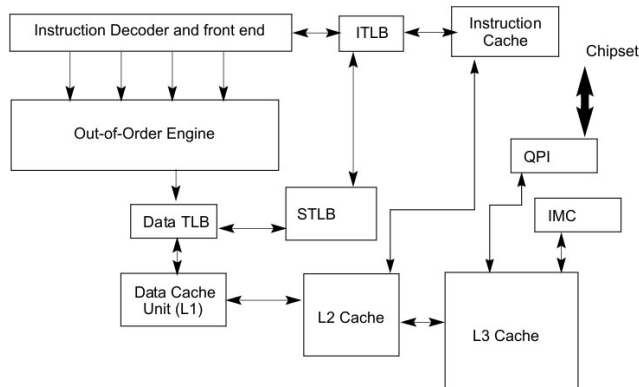 Instruction Decoder and front end
ITLB
Instruction
Cache
Chipset
Out-of-Order Engine
QPI
Data TLB
STLB
IMC
Data Cache
Unit (L1)
L2 Cache
L3 Cache